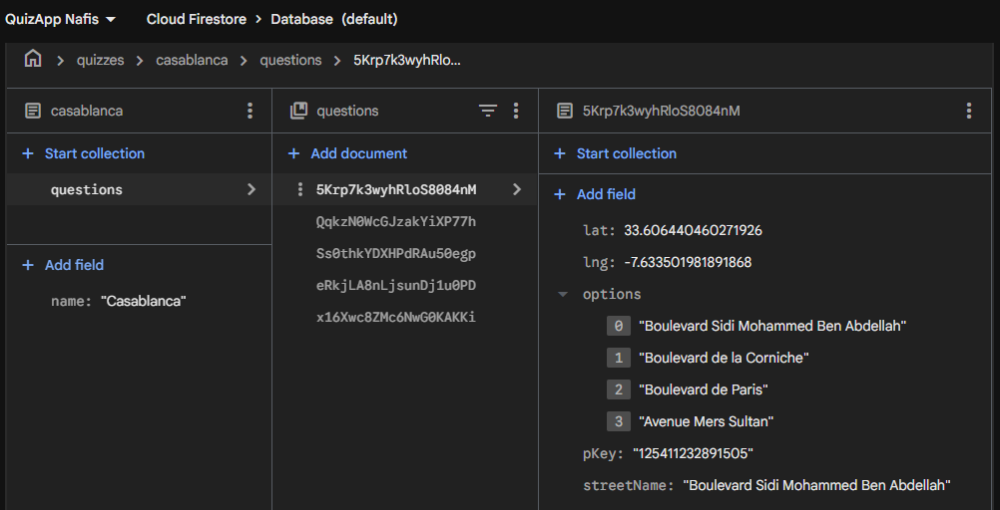 QuizApp Nafis Cloud Firestore > Database (default)
quizzes > casablanca > questions > 5Krp7k3wyhRlo...
casablanca
Start collection
questions
Add field
name: "Casablanca"
questions
Add document
5Krp7k3wyhRloS8084nM
QqkzN0WcGJzakYiXP77h
Ss0thkYDXHPdRAu50egp
eRkjLA8nLjsunDj1u0PD
x16Xwc8ZMc6NwG0KAKKi
5Krp7k3wyhRloS8084nM
Start collection
Add field
lat: 33.606440460271926
lng: -7.633501981891868
options
0 "Boulevard Sidi Mohammed Ben Abdellah"
1 "Boulevard de la Corniche"
2 "Boulevard de Paris"
3 "Avenue Mers Sultan"
pKey: "125411232891505"
streetName: "Boulevard Sidi Mohammed Ben Abdellah"